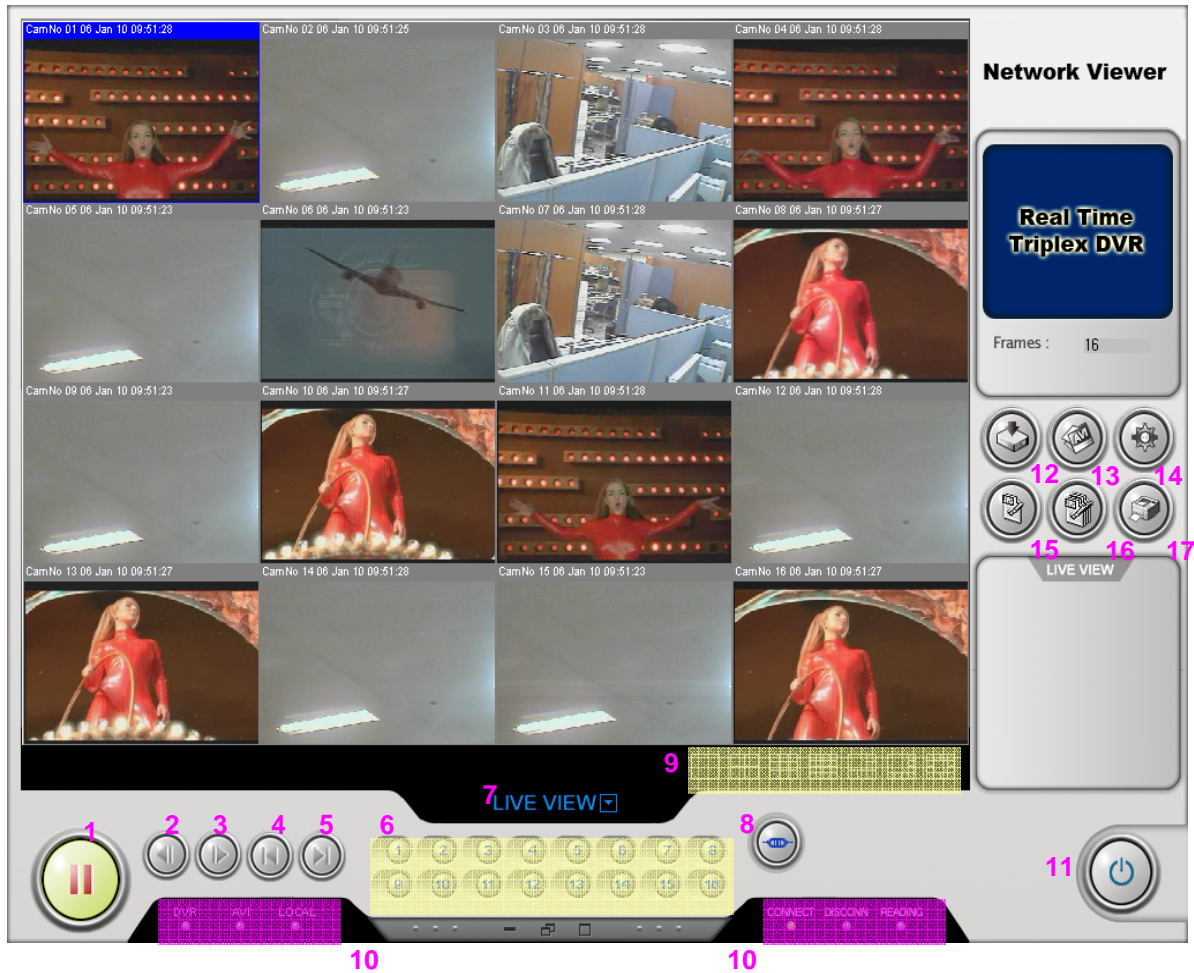 CamNo 01 06 Jan 10 09:51:28
CamNo 02 06 Jan 10 09:51:25
CamNo 03 06 Jan 10 09:51:28
CamNo 04 06 Jan 10 09:51:28
Network Viewer
Real Time
Triplex DVR
Frames : 16
CamNo 05 06 Jan 10 09:51:23
CamNo 06 06 Jan 10 09:51:23
CamNo 07 06 Jan 10 09:51:28
CamNo 08 06 Jan 10 09:51:27
CamNo 09 06 Jan 10 09:51:23
CamNo 10 06 Jan 10 09:51:27
CamNo 11 06 Jan 10 09:51:28
CamNo 12 06 Jan 10 09:51:28
AVI
12 13 14
15 16 17
LIVE VIEW
CamNo 13 06 Jan 10 09:51:27
CamNo 14 06 Jan 10 09:51:28
CamNo 15 06 Jan 10 09:51:23
CamNo 16 06 Jan 10 09:51:27
9
7 LIVE VIEW
1 2 3 4 5 6 8
1 2 3 4 5 6 7 8
9 10 11 12 13 14 15 16
11
DVR AVI LOCAL
CONNECT DISCONN READING
10 10